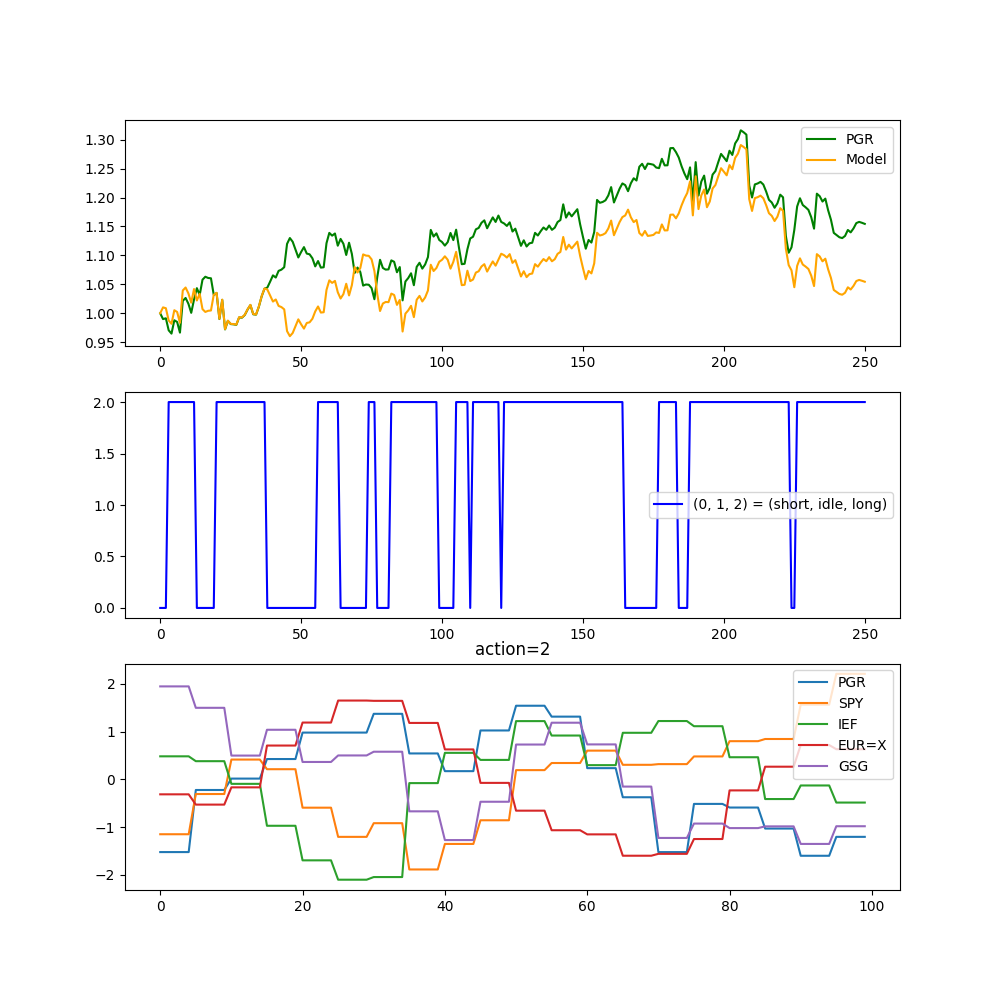 1.30
1.25
1.20
1.15
1.10
1.05
1.00
0.95
PGR
Model
0 50 100 150 200 250
2.0
1.5
1.0
0.5
0.0
(0, 1, 2) = (short, idle, long)
0 50 100 150 200 250
action=2
2
1
0
−1
−2
PGR
SPY
IEF
EUR=X
GSG
0 20 40 60 80 100